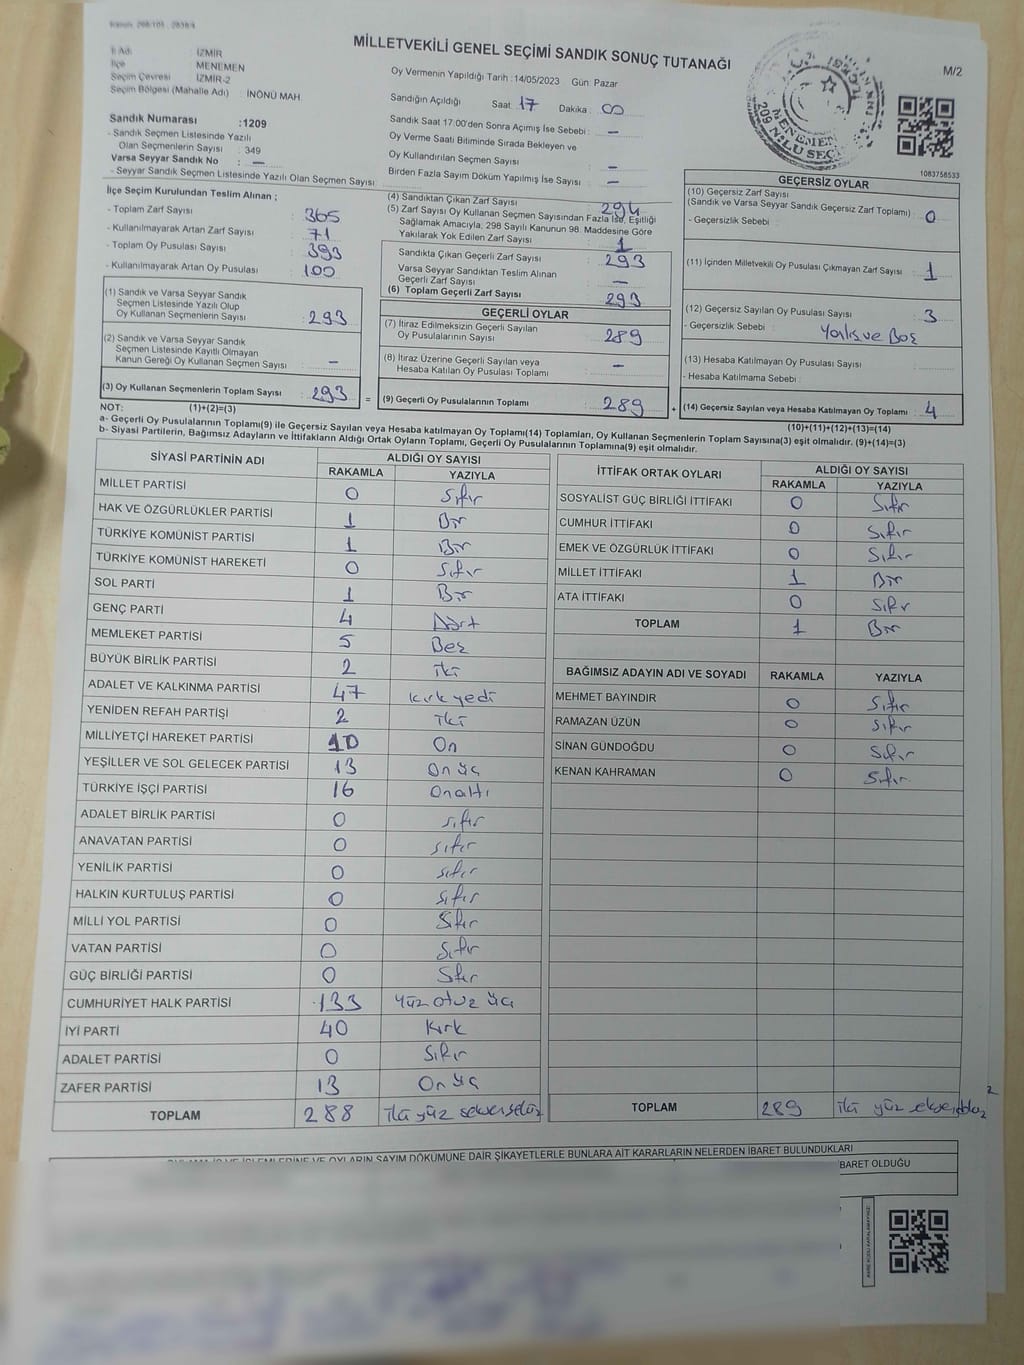 MİLLETVEKİLİ GENEL SEÇİMİ SANDIK SONUÇ TUTANAĞI
M/2
İl Adı : İZMİR
İlçe : MENEMEN
Seçim Çevresi : İZMİR-2
Seçim Bölgesi (Mahalle Adı) : İNÖNÜ MAH.
Sandık Numarası :1209
- Sandık Seçmen Listesinde Yazılı
Olan Seçmenlerin Sayısı : 349
Varsa Seyyar Sandık No : —
- Seyyar Sandık Seçmen Listesinde Yazılı Olan Seçmen Sayısı
Oy Vermenin Yapıldığı Tarih :14/05/2023 Gün: Pazar
Sandığın Açıldığı Saat: 17 Dakika : 00
Sandık Saat 17:00'den Sonra Açımış İse Sebebi : —
Oy Verme Saati Bitiminde Sırada Bekleyen ve
Oy Kullandırılan Seçmen Sayısı : —
Birden Fazla Sayım Döküm Yapılmış İse Sayısı : —
MENEMEN
209 NOLU SEÇ
1083758533
İlçe Seçim Kurulundan Teslim Alınan ;
- Toplam Zarf Sayısı : 365
- Kullanılmayarak Artan Zarf Sayısı : 71
- Toplam Oy Pusulası Sayısı : 393
- Kullanılmayarak Artan Oy Pusulası : 100
(4) Sandıktan Çıkan Zarf Sayısı : 294
(5) Zarf Sayısı Oy Kullanan Seçmen Sayısından Fazla İse, Eşitliği
Sağlamak Amacıyla, 298 Sayılı Kanunun 98. Maddesine Göre
Yakılarak Yok Edilen Zarf Sayısı : 1
Sandıkta Çıkan Geçerli Zarf Sayısı : 293
Varsa Seyyar Sandıktan Teslim Alınan
Geçerli Zarf Sayısı : —
(6) Toplam Geçerli Zarf Sayısı : 293
GEÇERSİZ OYLAR
(10) Geçersiz Zarf Sayısı
(Sandık ve Varsa Seyyar Sandık Geçersiz Zarf Toplamı) : 0
- Geçersizlik Sebebi :
(11) İçinden Milletvekili Oy Pusulası Çıkmayan Zarf Sayısı : 1
(12) Geçersiz Sayılan Oy Pusulası Sayısı : 3
- Geçersizlik Sebebi :
ve Boş
(13) Hesaba Katılmayan Oy Pusulası Sayısı :
- Hesaba Katılmama Sebebi :
(14) Geçersiz Sayılan veya Hesaba Katılmayan Oy Toplamı : 4
(10)+(11)+(12)+(13)=(14)
(1) Sandık ve Varsa Seyyar Sandık
Seçmen Listesinde Yazılı Olup
Oy Kullanan Seçmenlerin Sayısı : 293
(2) Sandık ve Varsa Seyyar Sandık
Seçmen Listesinde Kayıtlı Olmayan
Kanun Gereği Oy Kullanan Seçmen Sayısı : —
(3) Oy Kullanan Seçmenlerin Toplam Sayısı : 293
(1)+(2)=(3)
GEÇERLİ OYLAR
(7) İtiraz Edilmeksizin Geçerli Sayılan
Oy Pusulalarının Sayısı : 289
(8) İtiraz Üzerine Geçerli Sayılan veya
Hesaba Katılan Oy Pusulası Toplamı : —
= (9) Geçerli Oy Pusulalarının Toplamı : 289 +
NOT:
a- Geçerli Oy Pusulalarının Toplamı(9) ile Geçersiz Sayılan veya Hesaba katılmayan Oy Toplamı(14) Toplamları, Oy Kullanan Seçmenlerin Toplam Sayısına(3) eşit olmalıdır. (9)+(14)=(3)
b- Siyasi Partilerin, Bağımsız Adayların ve İttifakların Aldığı Ortak Oyların Toplamı, Geçerli Oy Pusulalarının Toplamına(9) eşit olmalıdır.
SİYASİ PARTİNİN ADI ALDIĞI OY SAYISI
RAKAMLA YAZIYLA
MİLLET PARTİSİ 0 Sıfır
HAK VE ÖZGÜRLÜKLER PARTİSİ 1 Bir
TÜRKİYE KOMÜNİST PARTİSİ 1 Bir
TÜRKİYE KOMÜNİST HAREKETİ 0 Sıfır
SOL PARTİ 1 Bir
GENÇ PARTİ 4 Dört
MEMLEKET PARTİSİ 5 Beş
BÜYÜK BİRLİK PARTİSİ 2 iki
ADALET VE KALKINMA PARTİSİ 47 kırk yedi
YENİDEN REFAH PARTİSİ 2 iki
MİLLİYETÇİ HAREKET PARTİSİ 10 On
YEŞİLLER VE SOL GELECEK PARTİSİ 13 On üç
TÜRKİYE İŞÇİ PARTİSİ 16 Onaltı
ADALET BİRLİK PARTİSİ 0 sıfır
ANAVATAN PARTİSİ 0 sıfır
YENİLİK PARTİSİ 0 sıfır
HALKIN KURTULUŞ PARTİSİ 0 sıfır
MİLLİ YOL PARTİSİ 0 Sıfır
VATAN PARTİSİ 0 Sıfır
GÜÇ BİRLİĞİ PARTİSİ 0 Sıfır
CUMHURİYET HALK PARTİSİ 133 Yüz otuz üç
İYİ PARTİ 40 Kırk
ADALET PARTİSİ 0 Sıfır
ZAFER PARTİSİ 13 On üç
TOPLAM 288 iki yüz seksensekiz
İTTİFAK ORTAK OYLARI ALDIĞI OY SAYISI
RAKAMLA YAZIYLA
SOSYALİST GÜÇ BİRLİĞİ İTTİFAKI 0 Sıfır
CUMHUR İTTİFAKI 0 Sıfır
EMEK VE ÖZGÜRLÜK İTTİFAKI 0 Sıfır
MİLLET İTTİFAKI 1 Bir
ATA İTTİFAKI 0 Sıfır
TOPLAM 1 Bir
BAĞIMSIZ ADAYIN ADI VE SOYADI RAKAMLA YAZIYLA
MEHMET BAYINDIR 0 Sıfır
RAMAZAN ÜZÜN 0 Sıfır
SİNAN GÜNDOĞDU 0 Sıfır
KENAN KAHRAMAN 0 Sıfır
TOPLAM 289 iki yüz seksendokuz
OYLARIN SAYIM DÖKÜMÜNE DAİR ŞİKAYETLERLE BUNLARA AİT KARARLARIN NELERDEN İBARET BULUNDUKLARI
İBARET OLDUĞU